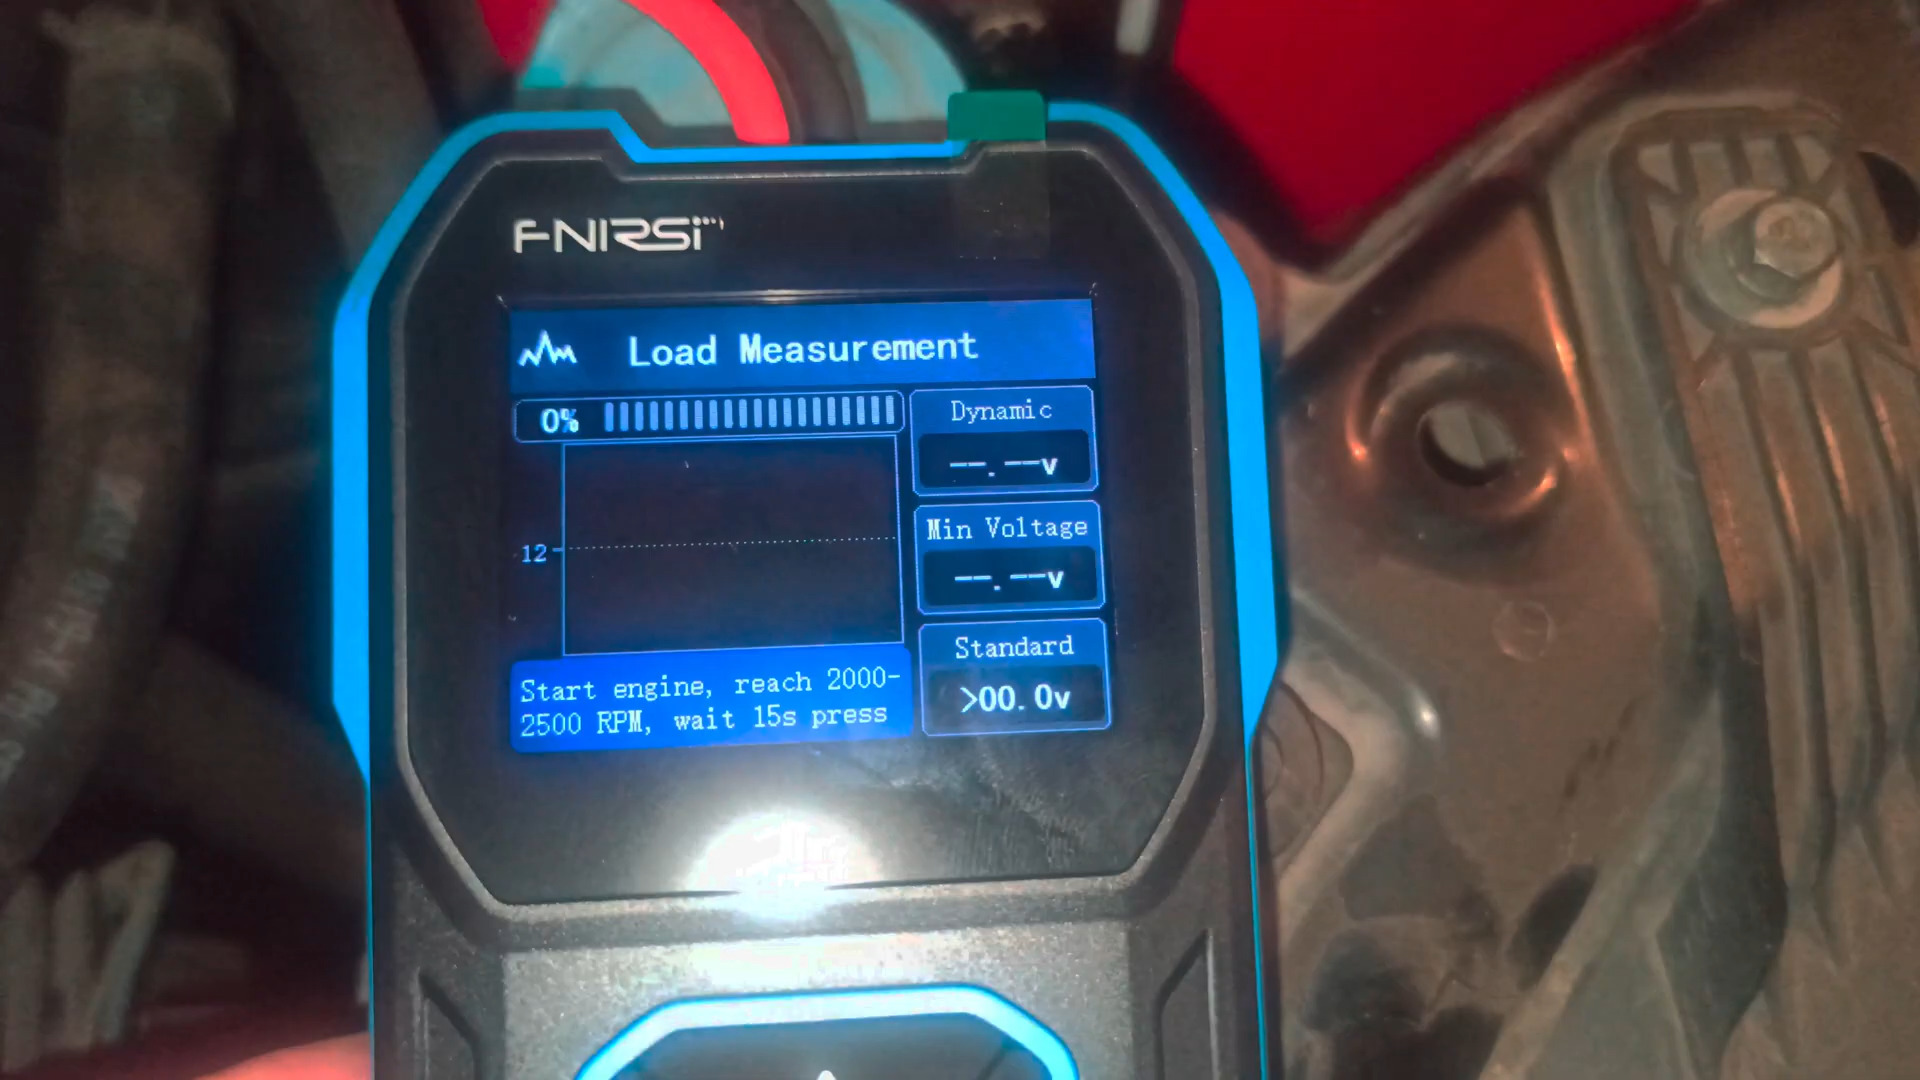 FNIRSI
Load Measurement
0%
Dynamic
--.--v
12
Min Voltage
--.--v
Standard
>00.0v
Start engine, reach 2000-
2500 RPM, wait 15s press